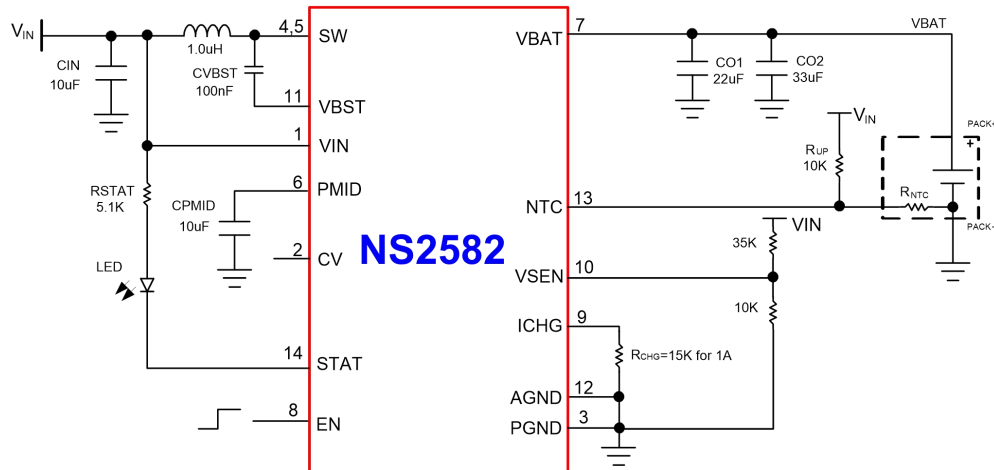 VIN
CIN
10uF
1.0uH
CVBST
100nF
4,5
SW
11
VBST
1
VIN
RSTAT
5.1K
6
PMID
CPMID
10uF
2
CV
LED
14
STAT
8
EN
NS2582
7
VBAT
VBAT
CO1
22uF
CO2
33uF
VIN
RUP
10K
PACK+
+
RNTC
PACK-
13
NTC
VIN
35K
10
VSEN
10K
9
ICHG
RCHG=15K for 1A
12
AGND
3
PGND